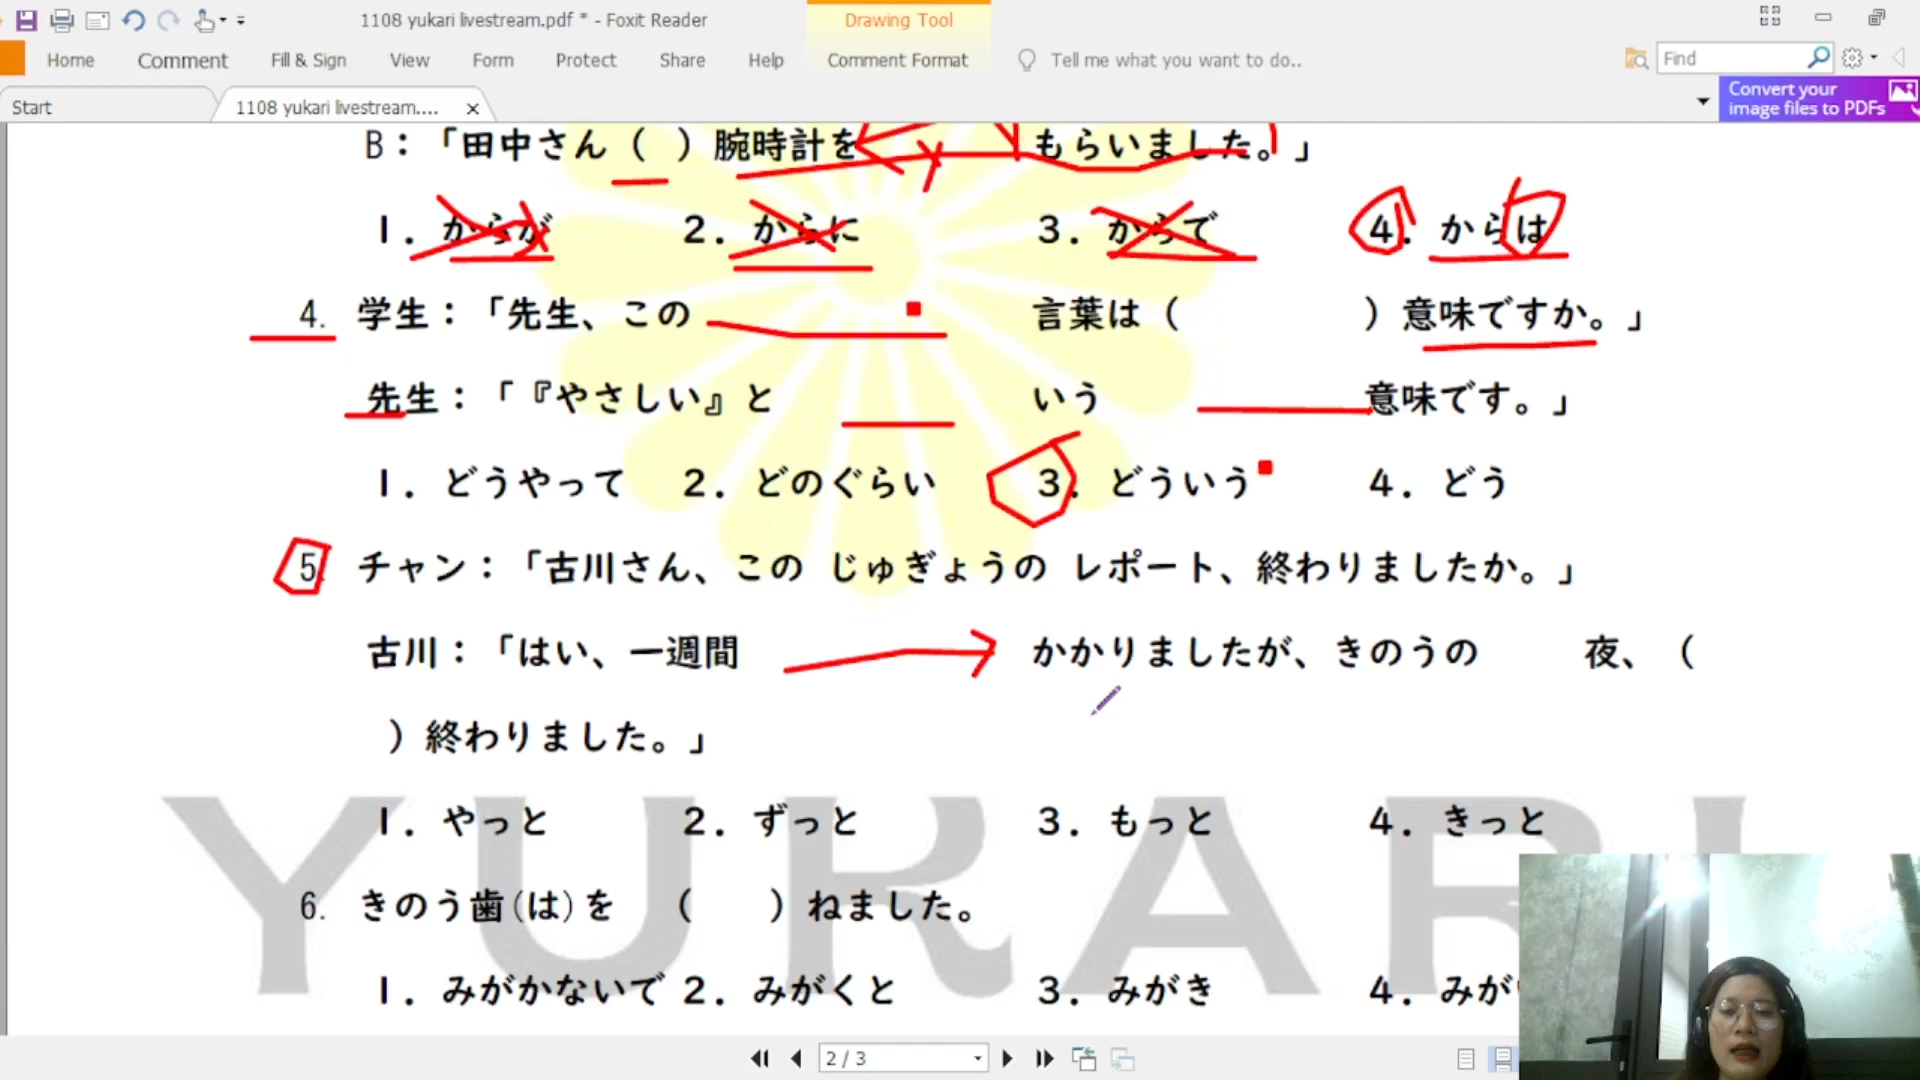 1108 yukari livestream.pdf * - Foxit Reader
Drawing Tool
Home Comment Fill & Sign View Form Protect Share Help Comment Format Tell me what you want to do.. Find
Start 1108 yukari livestream....
Convert your
image files to PDFs
B：「田中さん（ ）腕時計を もらいました。」
1．からが 2．からに 3．からで 4．からは
4. 学生：「先生、この 言葉は（ ）意味ですか。」
先生：「『やさしい』と いう 意味です。」
1．どうやって 2．どのぐらい 3．どういう 4．どう
5. チャン：「古川さん、この じゅぎょうの レポート、終わりましたか。」
古川：「はい、一週間 かかりましたが、きのうの 夜、（
）終わりました。」
1．やっと 2．ずっと 3．もっと 4．きっと
6. きのう歯(は)を （ ）ねました。
1．みがかないで 2．みがくと 3．みがき 4．みが
YUKARI
2 / 3